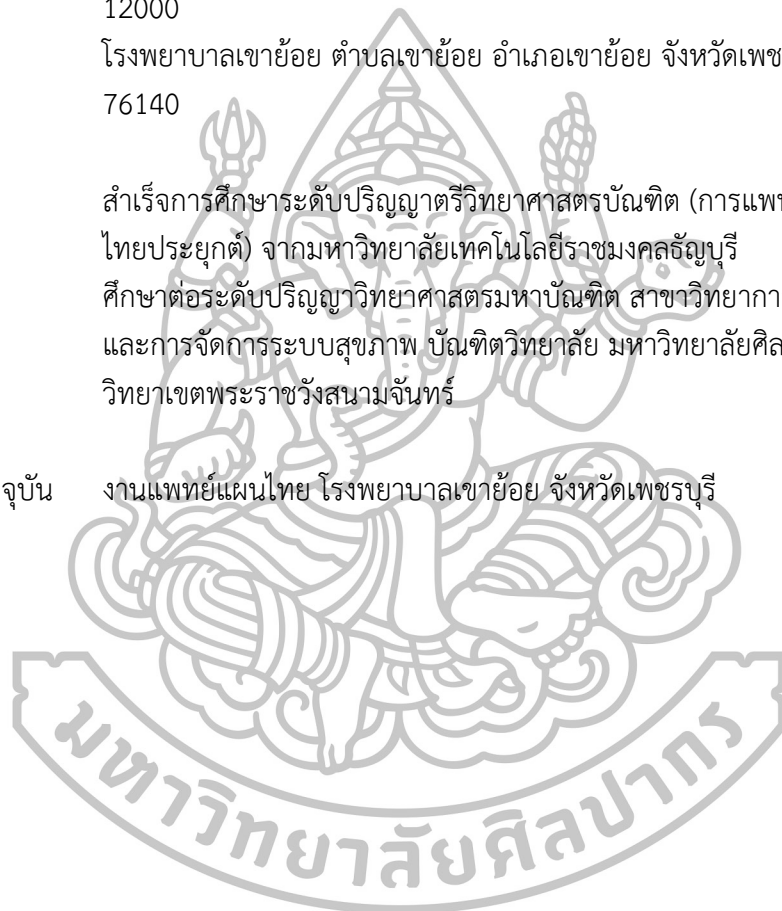 12000
โรงพยาบาลเขาย้อย ตำบลเขาย้อย อำเภอเขาย้อย จังหวัดเพช
76140
สำเร็จการศึกษาระดับปริญญาตรีวิทยาศาสตรบัณฑิต (การแพท
ไทยประยุกต์) จากมหาวิทยาลัยเทคโนโลยีราชมงคลธัญบุรี
ศึกษาต่อระดับปริญญาวิทยาศาสตรมหาบัณฑิต สาขาวิทยากา
และการจัดการระบบสุขภาพ บัณฑิตวิทยาลัย มหาวิทยาลัยศิล
วิทยาเขตพระราชวังสนามจันทร์
จุบัน งานแพทย์แผนไทย โรงพยาบาลเขาย้อย จังหวัดเพชรบุรี
มหาวิทยาลัยศิลปากร